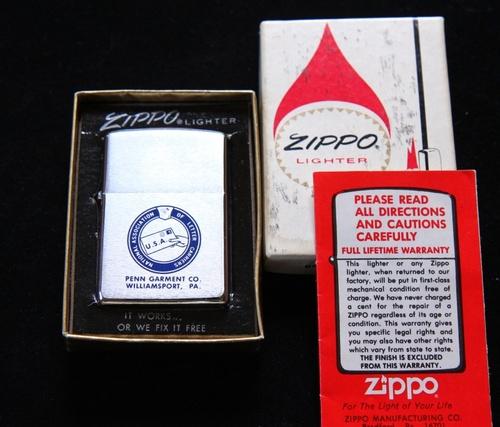 ZIPPO® LIGHTER
NATIONAL ASSOCIATION OF LETTER CARRIERS
U.S.A.
PENN GARMENT CO.
WILLIAMSPORT, PA.
IT WORKS...
OR WE FIX IT FREE
ZIPPO®
LIGHTER
PLEASE READ
ALL DIRECTIONS
AND CAUTIONS
CAREFULLY
FULL LIFETIME WARRANTY
This lighter or any Zippo
lighter, when returned to our
factory, will be put in first-class
mechanical condition free of
charge. We have never charged
a cent for the repair of a
ZIPPO regardless of its age or
condition. This warranty gives
you specific legal rights and
you may also have other rights
which vary from state to state.
THE FINISH IS EXCLUDED
FROM THIS WARRANTY.
zippo
For The Light of Your Life
ZIPPO MANUFACTURING CO.
Bradford, Pa. 16701